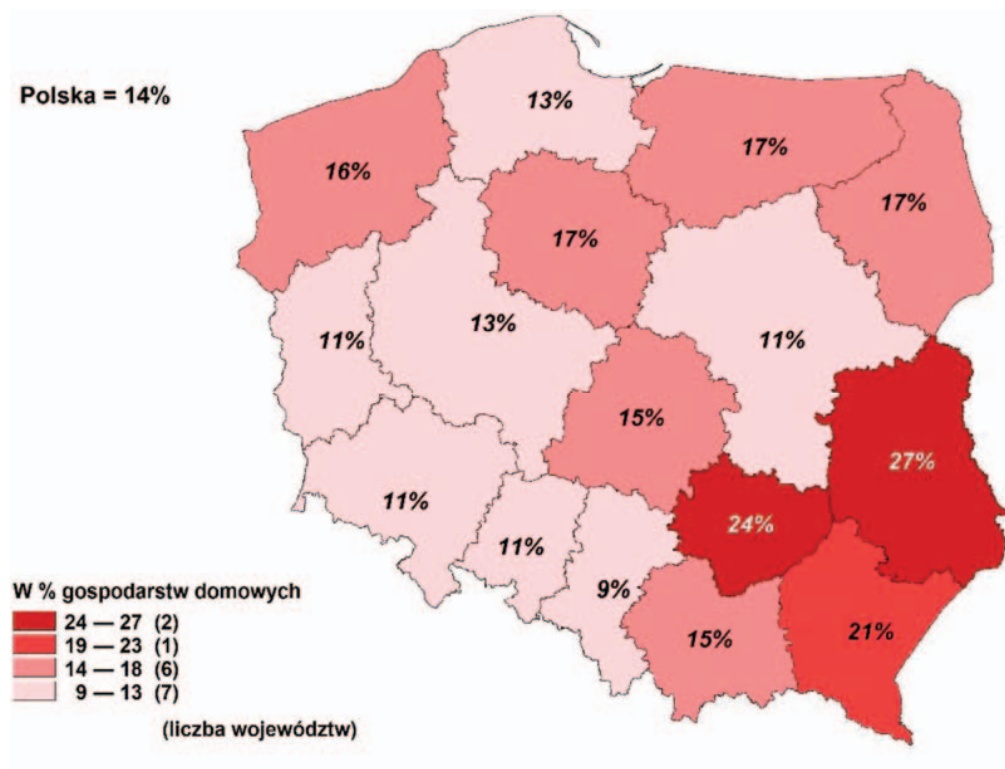 Polska = 14%
13%
16%
17%
17%
17%
13%
11%
11%
15%
27%
11%
24%
11%
9%
15%
21%
W % gospodarstw domowych
24 — 27 (2)
19 — 23 (1)
14 — 18 (6)
9 — 13 (7)
(liczba województw)